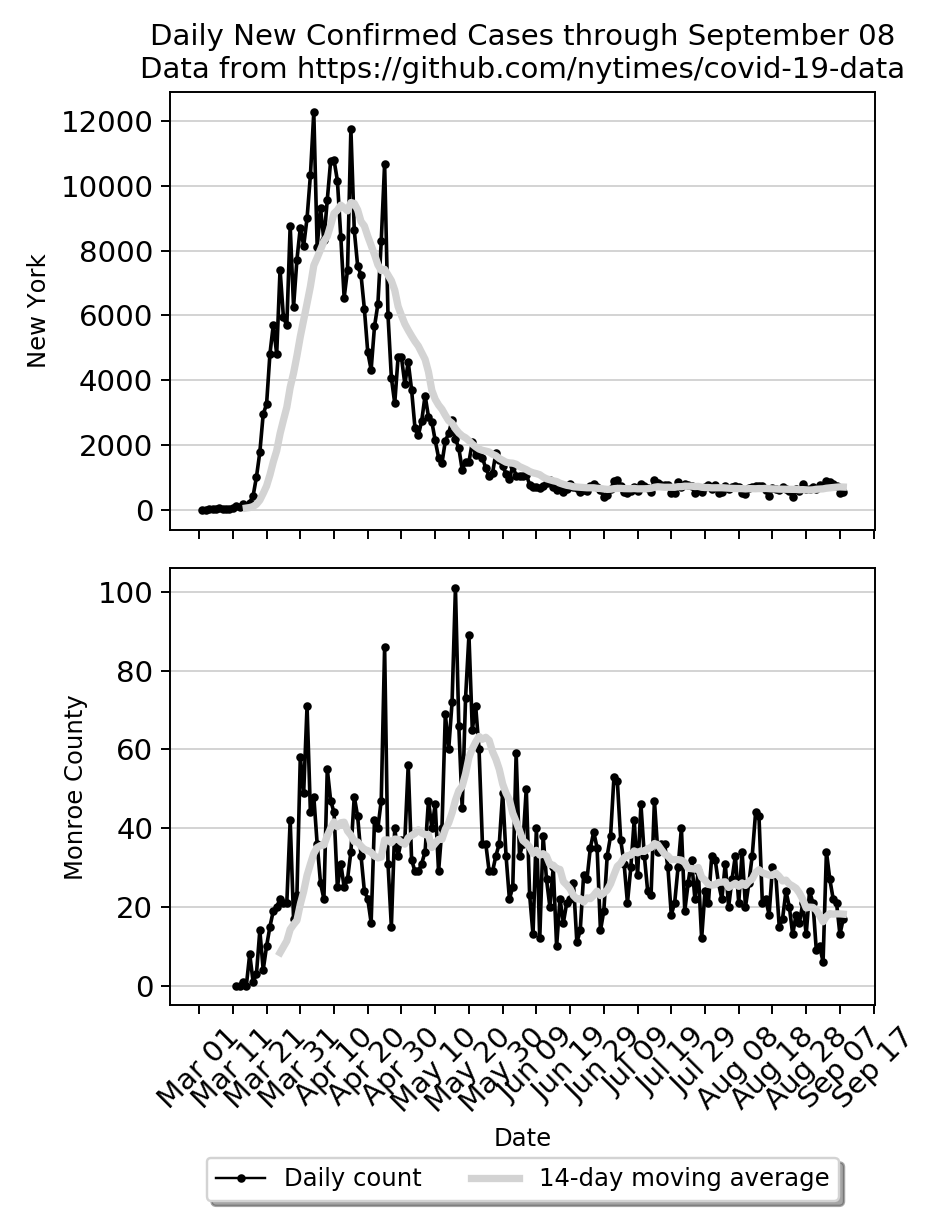 Daily New Confirmed Cases through September 08
Data from https://github.com/nytimes/covid-19-data
12000
10000
8000
6000
4000
2000
0
New York
100
80
60
40
20
0
Monroe County
Mar 01
Mar 11
Mar 21
Mar 31
Apr 10
Apr 20
Apr 30
May 10
May 20
May 30
Jun 09
Jun 19
Jun 29
Jul 09
Jul 19
Jul 29
Aug 08
Aug 18
Aug 28
Sep 07
Sep 17
Date
Daily count
14-day moving average